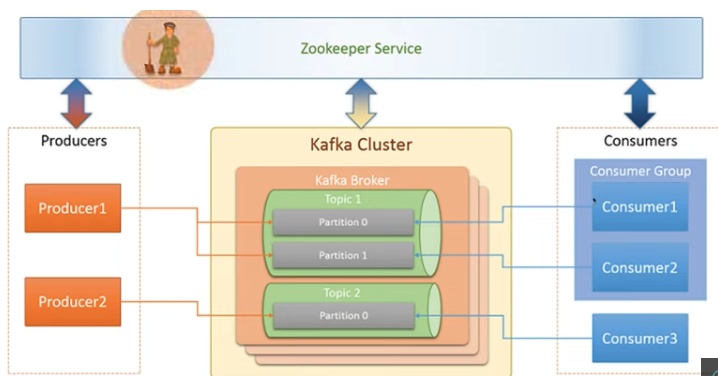 Zookeeper Service
Producers
Kafka Cluster
Consumers
Kafka Broker
Consumer Group
Topic 1
Producer1
Partition 0
Consumer1
Partition 1
Consumer2
Topic 2
Producer2
Partition 0
Consumer3